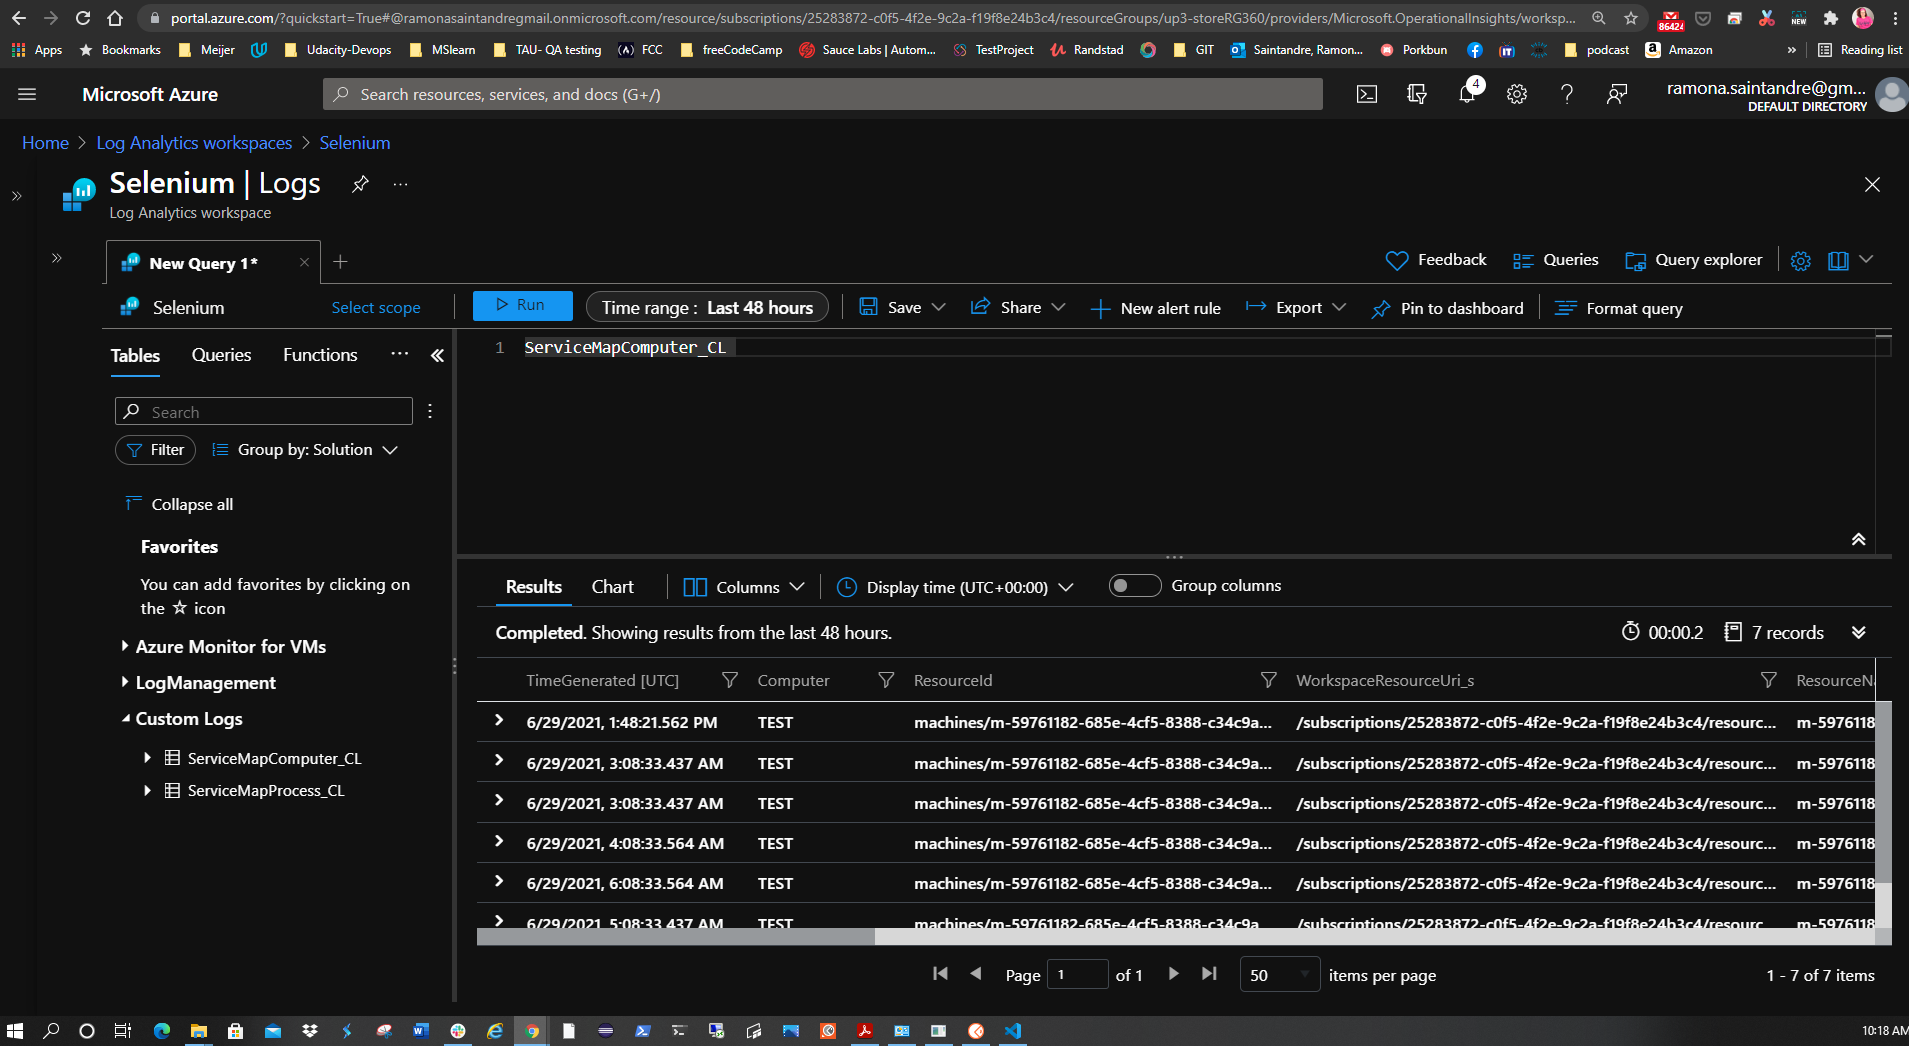 portal.azure.com/?quickstart=True#@ramonasaintandregmail.onmicrosoft.com/resource/subscriptions/25283872-c0f5-4f2e-9c2a-f19f8e24b3c4/resourceGroups/up3-storeRG360/providers/Microsoft.OperationalInsights/worksp...
86424
NEW
Apps Bookmarks Meijer Udacity-Devops MSlearn TAU- QA testing FCC freeCodeCamp Sauce Labs | Autom... TestProject Randstad GIT Saintandre, Ramon... Porkbun podcast Amazon » Reading list
Microsoft Azure
Search resources, services, and docs (G+/)
4
ramona.saintandre@gm...
DEFAULT DIRECTORY
Home > Log Analytics workspaces > Selenium
Selenium | Logs
Log Analytics workspace
New Query 1*
Feedback Queries Query explorer
Selenium Select scope Run Time range : Last 48 hours Save Share New alert rule Export Pin to dashboard Format query
Tables Queries Functions
1 ServiceMapComputer_CL
Search
Filter Group by: Solution
Collapse all
Favorites
You can add favorites by clicking on
the ☆ icon
Azure Monitor for VMs
LogManagement
Custom Logs
ServiceMapComputer_CL
ServiceMapProcess_CL
Results Chart Columns Display time (UTC+00:00) Group columns
Completed. Showing results from the last 48 hours. 00:00.2 7 records
TimeGenerated [UTC] Computer ResourceId WorkspaceResourceUri_s ResourceNa
6/29/2021, 1:48:21.562 PM TEST machines/m-59761182-685e-4cf5-8388-c34c9a... /subscriptions/25283872-c0f5-4f2e-9c2a-f19f8e24b3c4/resourc... m-5976118
6/29/2021, 3:08:33.437 AM TEST machines/m-59761182-685e-4cf5-8388-c34c9a... /subscriptions/25283872-c0f5-4f2e-9c2a-f19f8e24b3c4/resourc... m-5976118
6/29/2021, 3:08:33.437 AM TEST machines/m-59761182-685e-4cf5-8388-c34c9a... /subscriptions/25283872-c0f5-4f2e-9c2a-f19f8e24b3c4/resourc... m-5976118
6/29/2021, 4:08:33.564 AM TEST machines/m-59761182-685e-4cf5-8388-c34c9a... /subscriptions/25283872-c0f5-4f2e-9c2a-f19f8e24b3c4/resourc... m-5976118
6/29/2021, 6:08:33.564 AM TEST machines/m-59761182-685e-4cf5-8388-c34c9a... /subscriptions/25283872-c0f5-4f2e-9c2a-f19f8e24b3c4/resourc... m-5976118
6/29/2021, 5:08:33.437 AM TEST machines/m-59761182-685e-4cf5-8388-c34c9a... /subscriptions/25283872-c0f5-4f2e-9c2a-f19f8e24b3c4/resourc... m-5976118
Page 1 of 1 50 items per page 1 - 7 of 7 items
10:18 AM